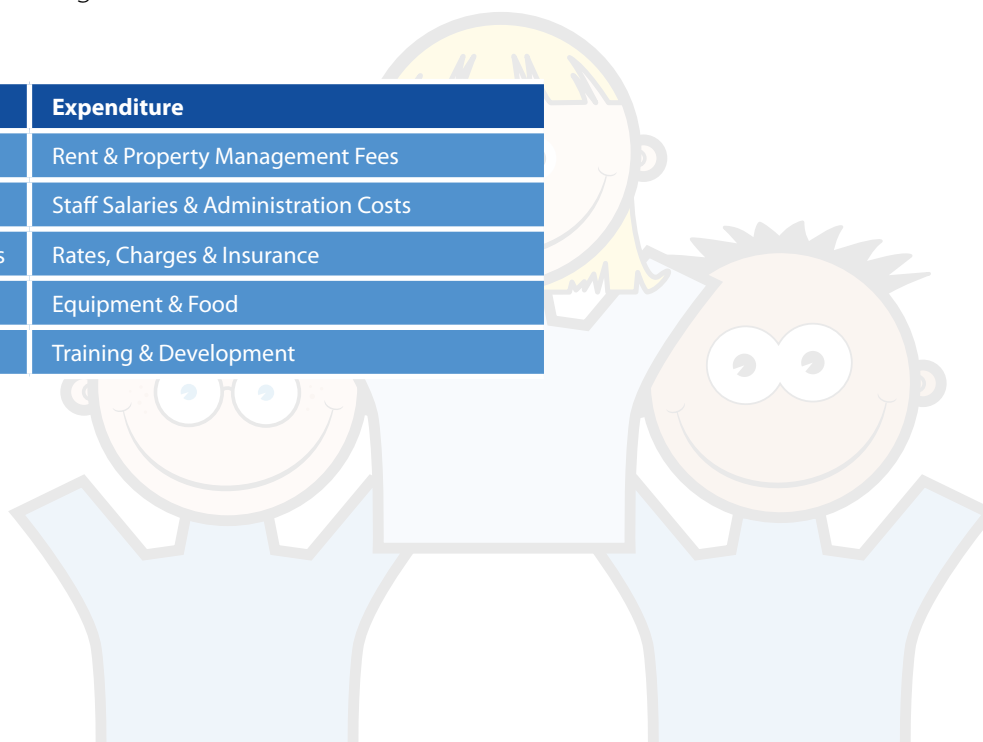 Expenditure
Rent & Property Management Fees
Staff Salaries & Administration Costs
Rates, Charges & Insurance
Equipment & Food
Training & Development